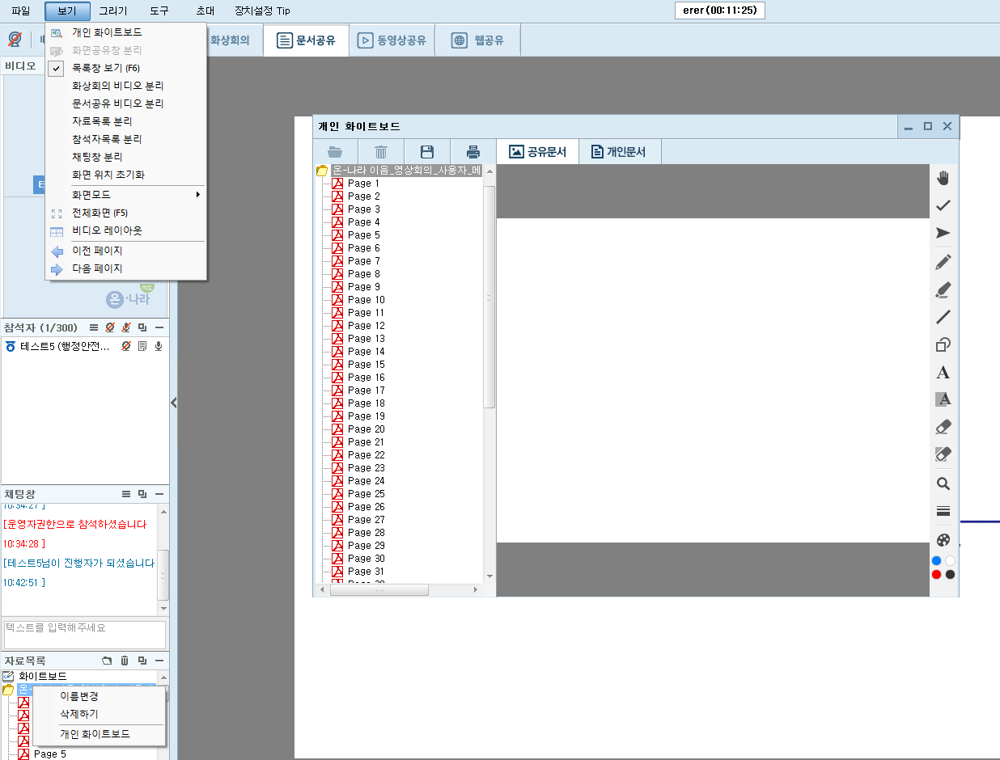 파일 보기 그리기 도구 초대 장치설정 Tip
erer(00:11:25)
화상회의 문서공유 동영상공유 웹공유
비디오
개인 화이트보드
화면공유창 분리
목록창 보기 (F6)
화상회의 비디오 분리
문서공유 비디오 분리
자료목록 분리
참석자목록 분리
채팅창 분리
화면 위치 초기화
화면모드
전체화면 (F5)
비디오 레이아웃
이전 페이지
다음 페이지
이음
온·나라
참석자 (1/300)
테스트5 (행정안전...
채팅창
10:34:27 ]
[운영자권한으로 참석하셨습니다
10:34:28 ]
[테스트5님이 진행자가 되셨습니다
10:42:51 ]
텍스트를 입력해주세요
자료목록
화이트보드
이름변경
삭제하기
개인 화이트보드
Page 5
개인 화이트보드
공유문서 개인문서
온-나라 이음_영상회의_사용자_메
Page 1
Page 2
Page 3
Page 4
Page 5
Page 6
Page 7
Page 8
Page 9
Page 10
Page 11
Page 12
Page 13
Page 14
Page 15
Page 16
Page 17
Page 18
Page 19
Page 20
Page 21
Page 22
Page 23
Page 24
Page 25
Page 26
Page 27
Page 28
Page 29
Page 30
Page 31